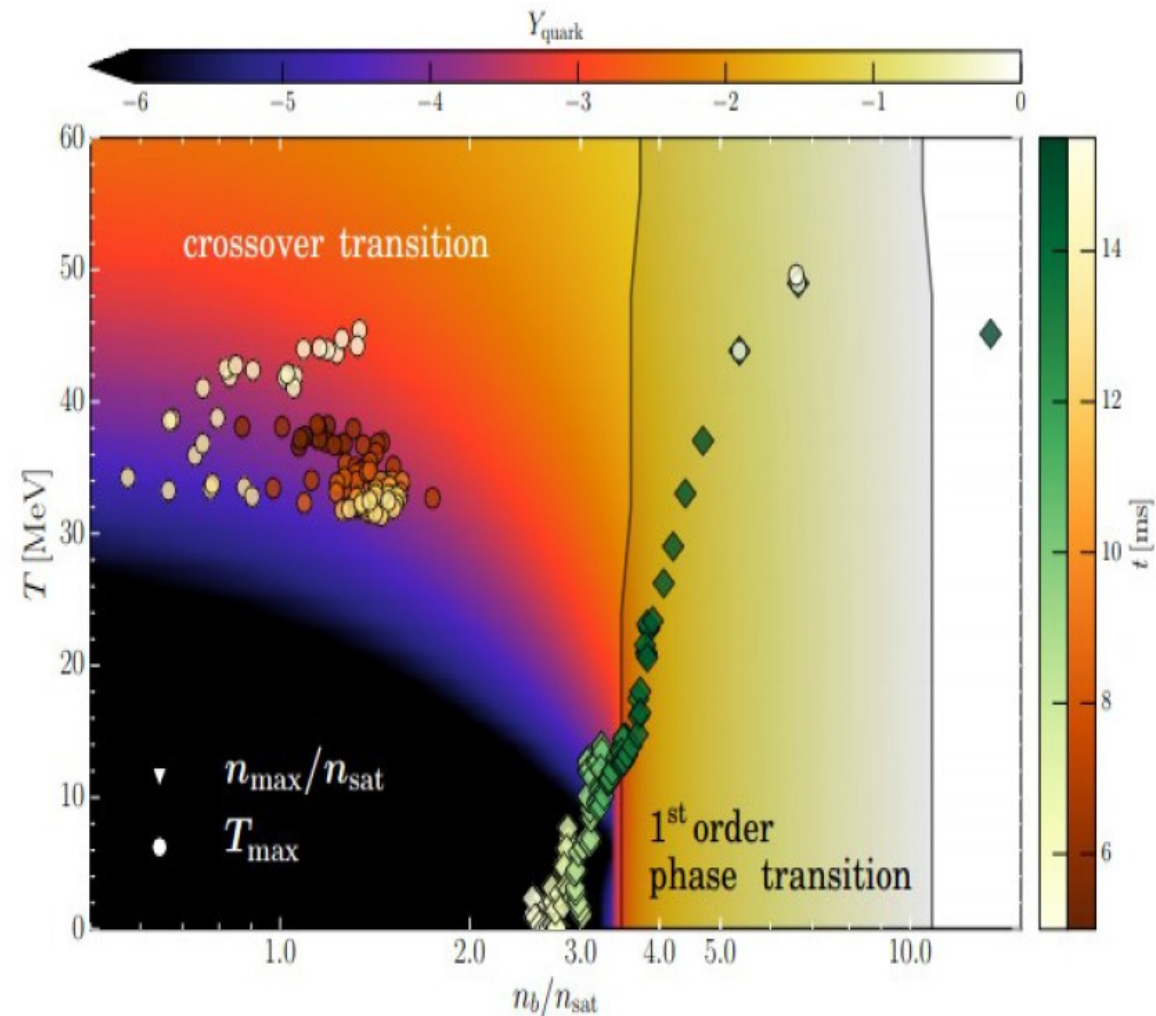 Y_quark
−6 −5 −4 −3 −2 −1 0
60
50
40
30
20
10
0
T [MeV]
crossover transition
n_max/n_sat
T_max
1st order
phase transition
1.0 2.0 3.0 4.0 5.0 10.0
n_b/n_sat
14
12
10
8
6
t [ms]